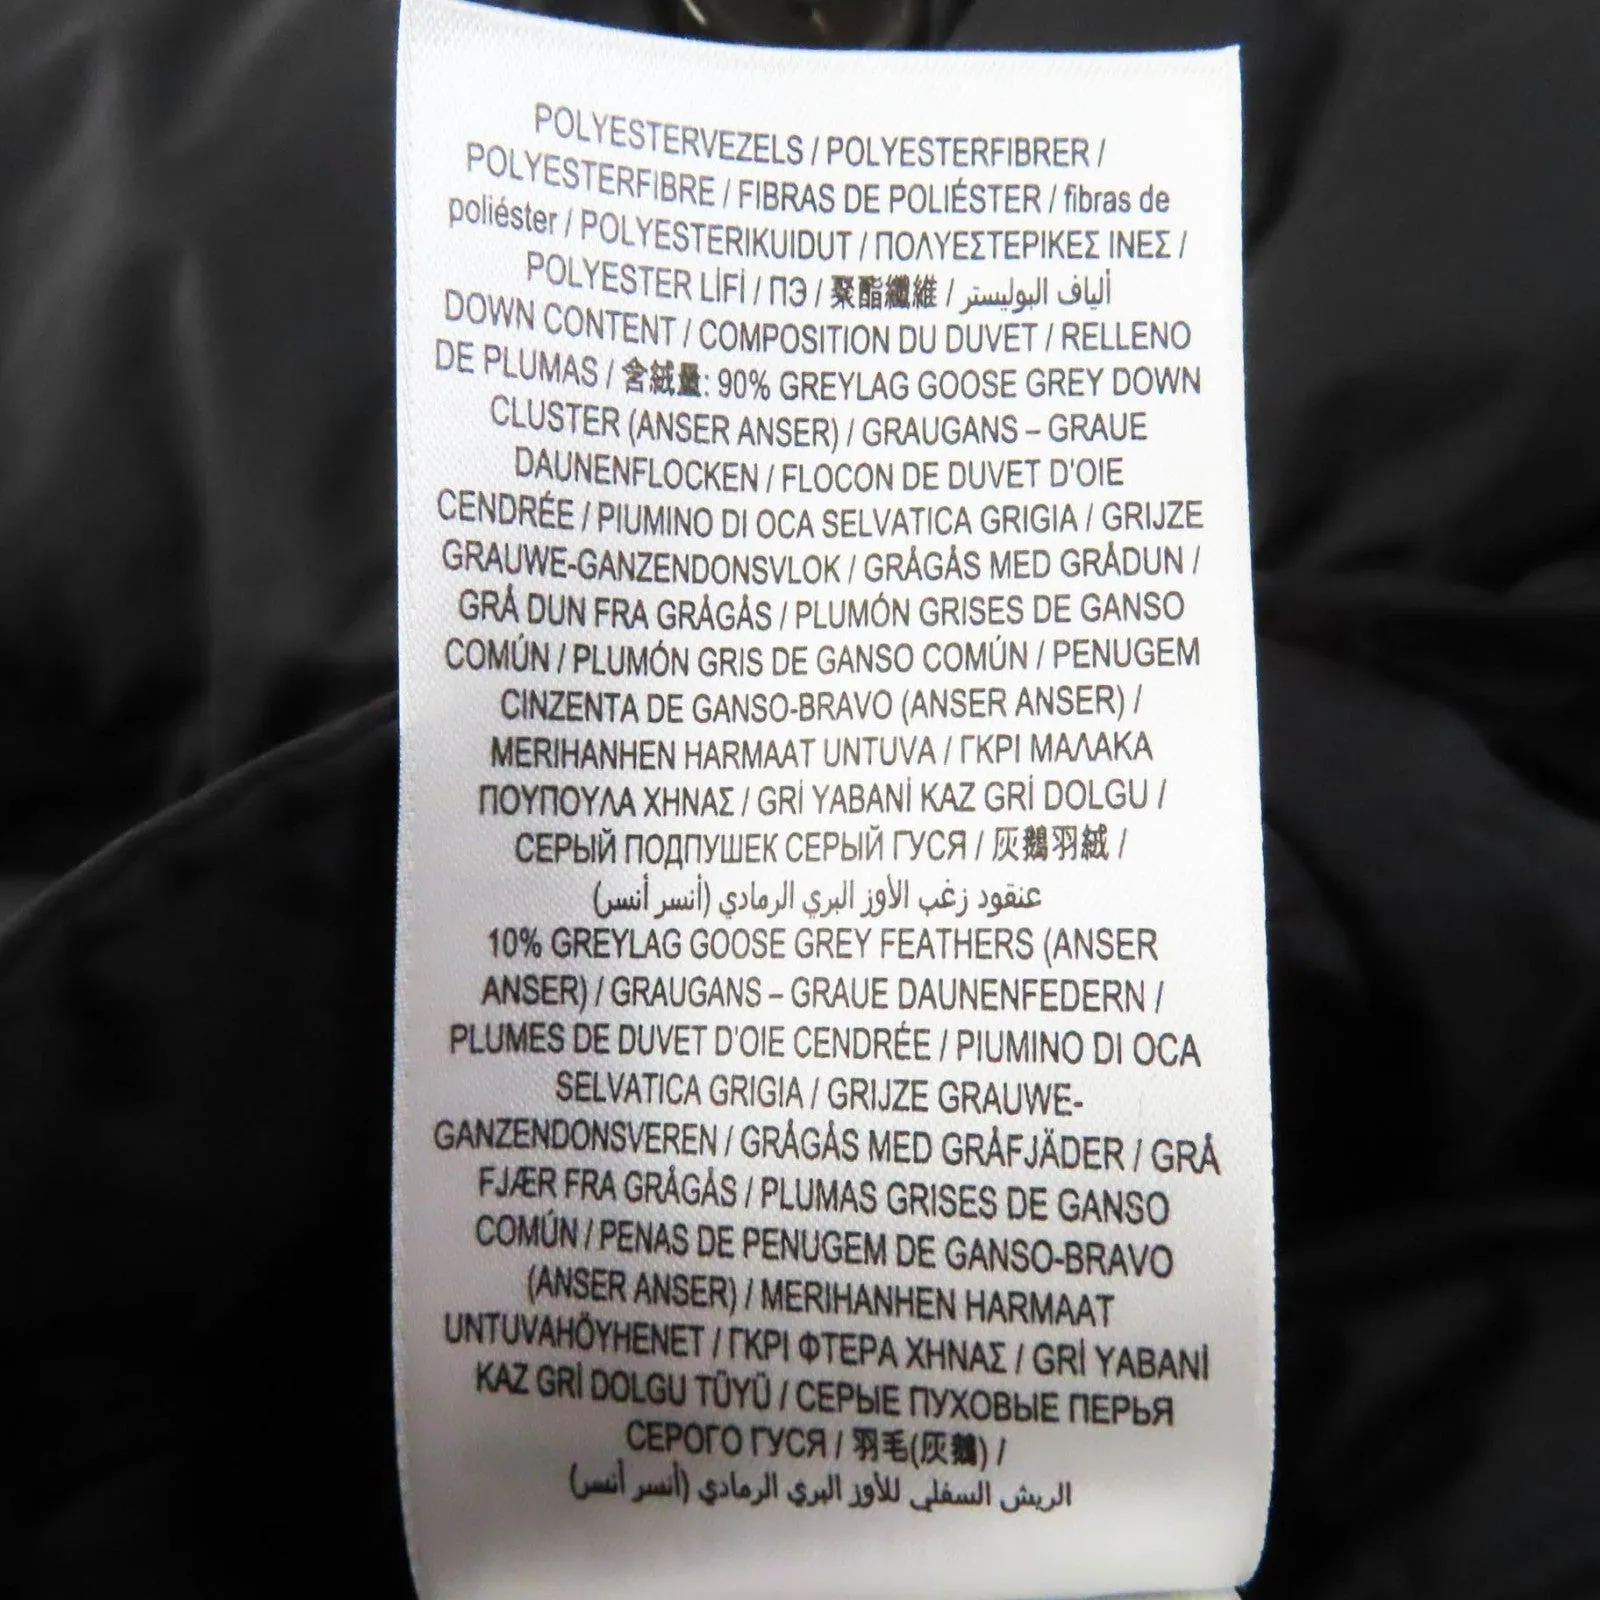 POLYESTERVEZELS / POLYESTERFIBRER /
POLYESTERFIBRE / FIBRAS DE POLIÉSTER / fibras de
poliéster / POLYESTERIKUIDUT / ΠΟΛΥΕΣΤΕΡΙΚΕΣ ΙΝΕΣ /
POLYESTER LİFİ / ПЭ / 聚酯纖維 / ألياف البوليستر
DOWN CONTENT / COMPOSITION DU DUVET / RELLENO
DE PLUMAS / 含絨量: 90% GREYLAG GOOSE GREY DOWN
CLUSTER (ANSER ANSER) / GRAUGANS – GRAUE
DAUNENFLOCKEN / FLOCON DE DUVET D'OIE
CENDRÉE / PIUMINO DI OCA SELVATICA GRIGIA / GRIJZE
GRAUWE-GANZENDONSVLOK / GRÅGÅS MED GRÅDUN /
GRÅ DUN FRA GRÅGÅS / PLUMÓN GRISES DE GANSO
COMÚN / PLUMÓN GRIS DE GANSO COMÚN / PENUGEM
CINZENTA DE GANSO-BRAVO (ANSER ANSER) /
MERIHANHEN HARMAAT UNTUVA / ΓΚΡΙ ΜΑΛΑΚΑ
ΠΟΥΠΟΥΛΑ ΧΗΝΑΣ / GRİ YABANİ KAZ GRİ DOLGU /
СЕРЫЙ ПОДПУШЕК СЕРЫЙ ГУСЯ / 灰鵝羽絨 /
عنقود زغب الأوز البري الرمادي (أنسر أنسر)
10% GREYLAG GOOSE GREY FEATHERS (ANSER
ANSER) / GRAUGANS – GRAUE DAUNENFEDERN /
PLUMES DE DUVET D'OIE CENDRÉE / PIUMINO DI OCA
SELVATICA GRIGIA / GRIJZE GRAUWE-
GANZENDONSVEREN / GRÅGÅS MED GRÅFJÄDER / GRÅ
FJÆR FRA GRÅGÅS / PLUMAS GRISES DE GANSO
COMÚN / PENAS DE PENUGEM DE GANSO-BRAVO
(ANSER ANSER) / MERIHANHEN HARMAAT
UNTUVAHÖYHENET / ΓΚΡΙ ΦΤΕΡΑ ΧΗΝΑΣ / GRİ YABANİ
KAZ GRİ DOLGU TÜYÜ / СЕРЫЕ ПУХОВЫЕ ПЕРЬЯ
СЕРОГО ГУСЯ / 羽毛(灰鵝) /
الريش السفلي للأوز البري الرمادي (أنسر أنسر)